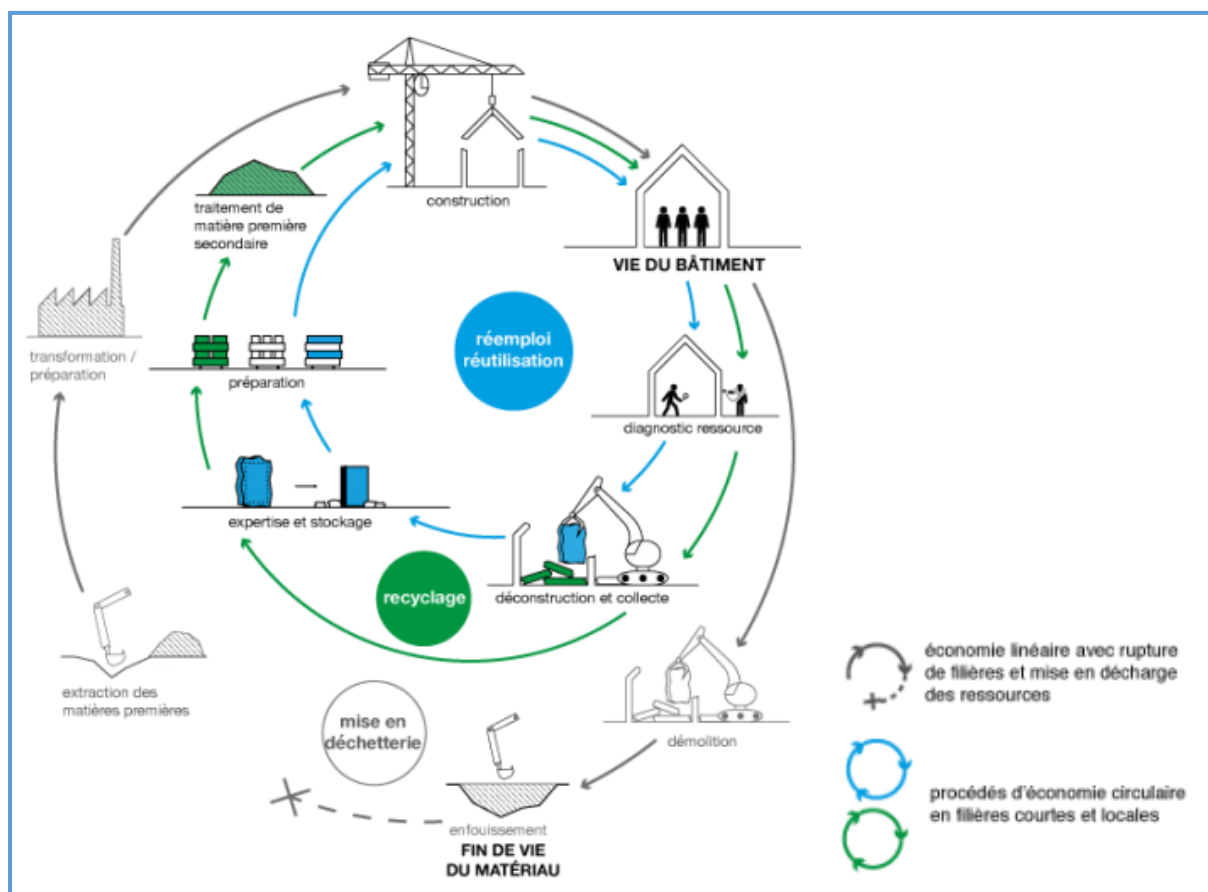 construction
traitement de
matière première
secondaire
VIE DU BÂTIMENT
transformation /
préparation
préparation
réemploi
réutilisation
diagnostic ressource
expertise et stockage
recyclage
déconstruction et collecte
extraction des
matières premières
mise en
déchetterie
démolition
enfouissement
FIN DE VIE
DU MATÉRIAU
économie linéaire avec rupture
de filières et mise en décharge
des ressources
procédés d'économie circulaire
en filières courtes et locales